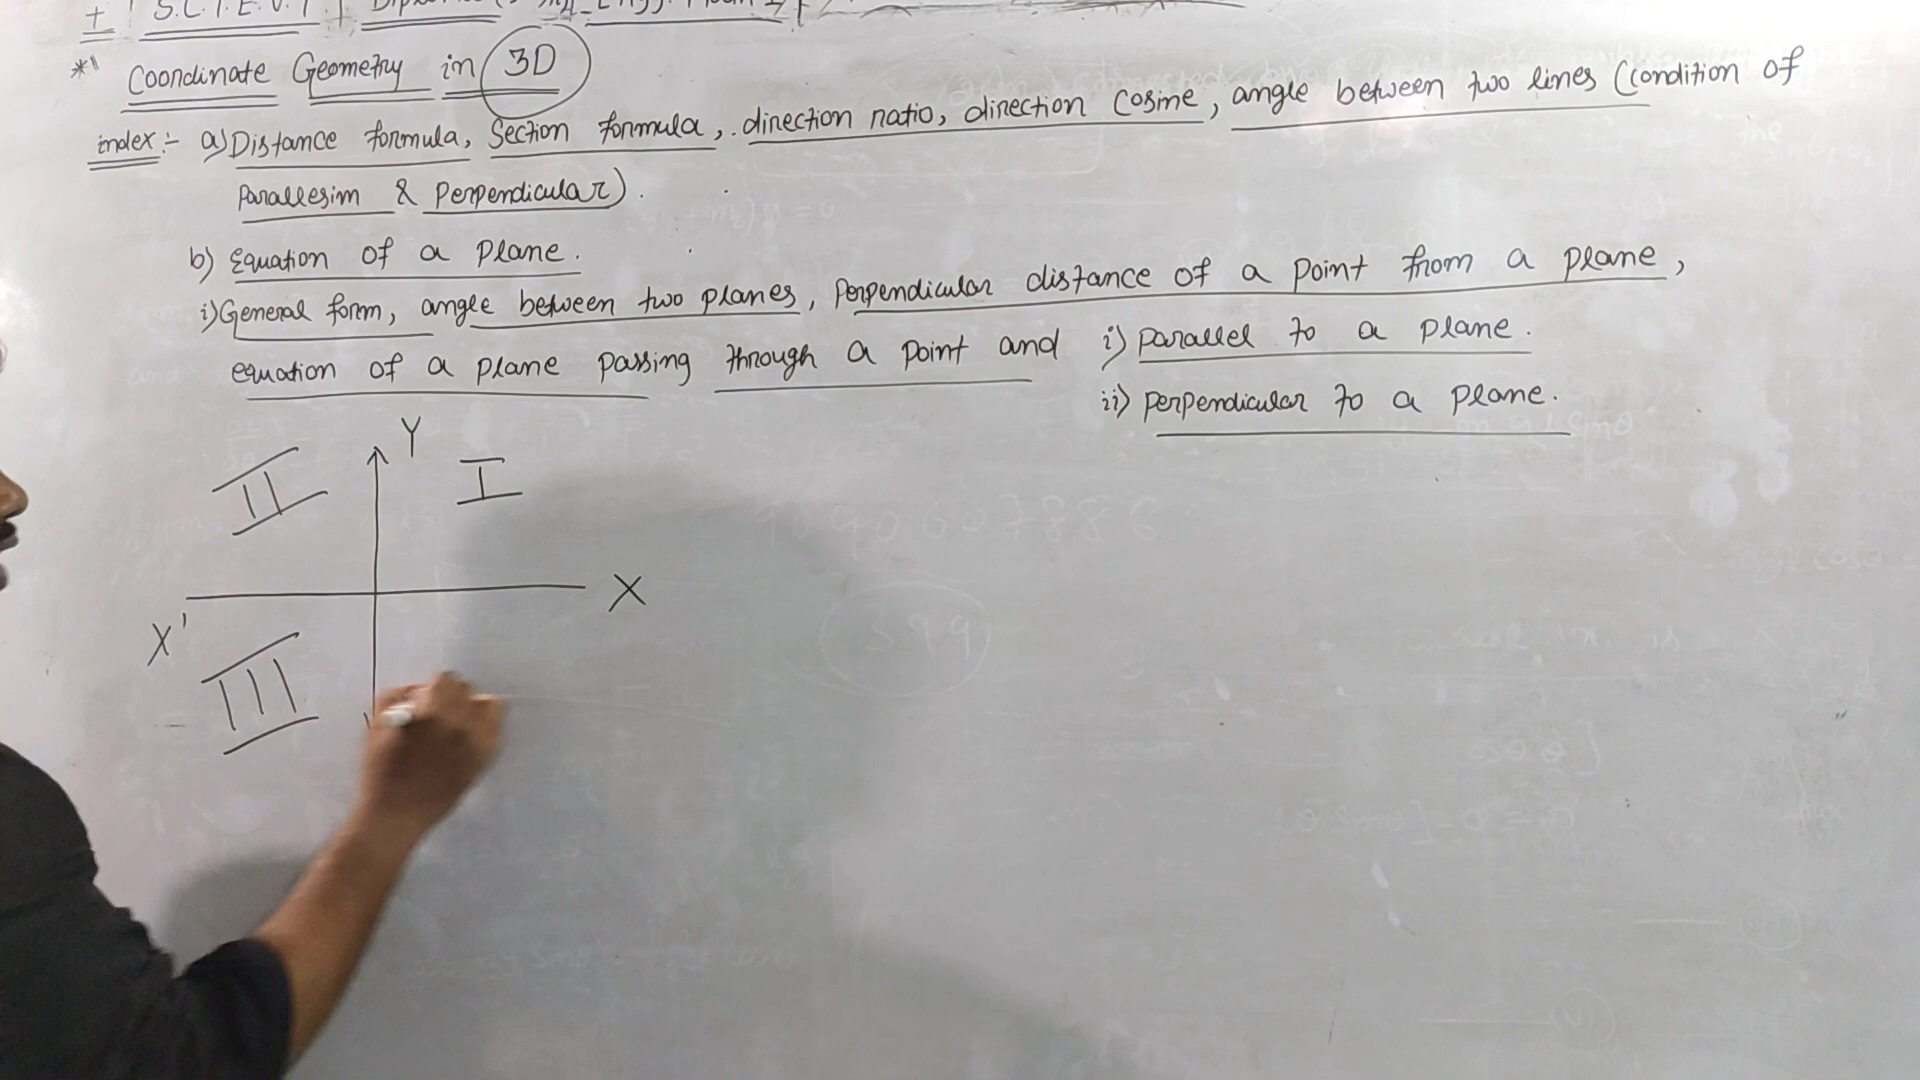 + S.C.T.E.V.T
*' Coordinate Geometry in 3D
index :- a) Distance formula, Section formula, direction ratio, direction Cosine, angle between two lines (condition of
Parallesim & Perpendicular).
b) Equation of a Plane.
i) General form, angle between two planes, Perpendicular distance of a point from a plane,
equation of a plane passing through a point and i) parallel to a plane.
ii) perpendicular to a plane.
Y
II I
X
X'
III